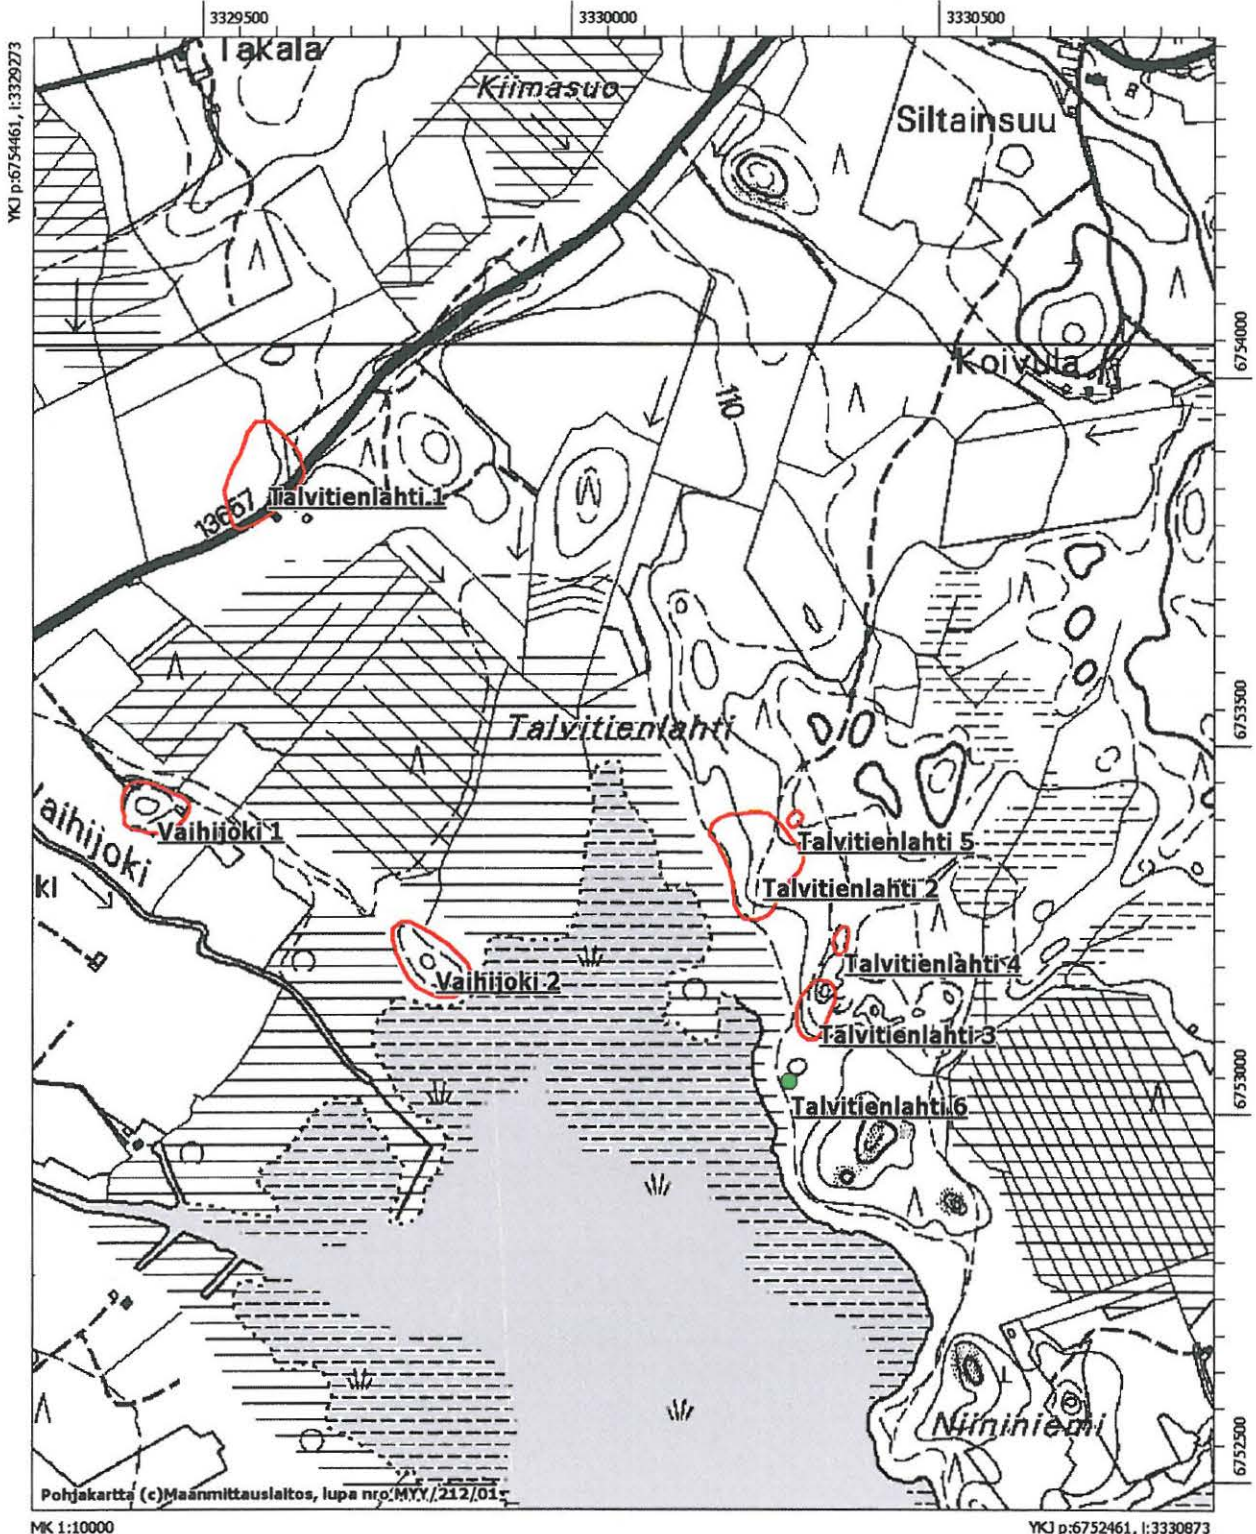 3329500
3330000
3330500
YKJ p:6754461, l:3329273
Takala
Kiimasuo
Siltainsuu
6754000
Koivula
110
13657
Talvitienlahti 1
6753500
Talvitienlahti
Vaihijoki
Vaihijoki 1
Talvitienlahti 5
Talvitienlahti 2
ki
Talvitienlahti 4
Vaihijoki 2
Talvitienlahti 3
6753000
Talvitienlahti 6
Niininiemi
6752500
Pohjakartta (c)Maanmittauslaitos, lupa nro MYY/212/01
MK 1:10000
YKJ p:6752461, l:3330873